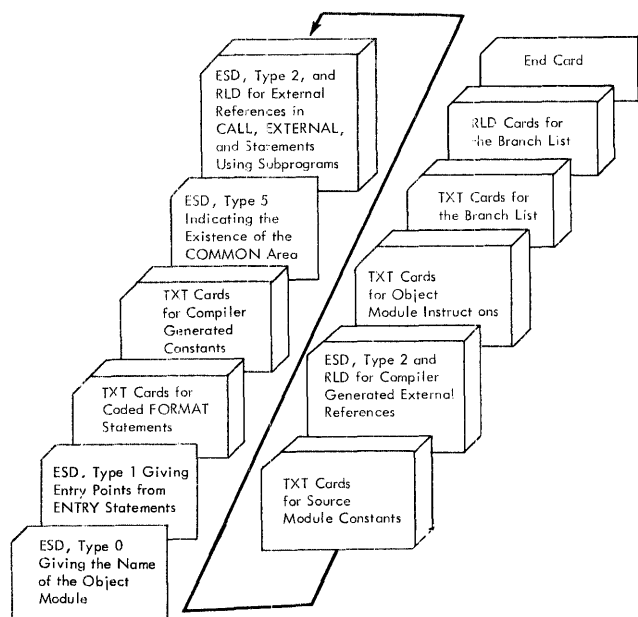 ESD, Type 2, and
RLD for External
References in
CALL, EXTERNAL,
and Statements
Using Subprograms
ESD, Type 5
Indicating the
Existence of the
COMMON Area
TXT Cards
for Compiler
Generated
Constants
TXT Cards for
Coded FORMAT
Statements
ESD, Type 1 Giving
Entry Points from
ENTRY Statements
ESD, Type 0
Giving the Name
of the Object
Module
End Card
RLD Cards for
the Branch List
TXT Cards for
the Branch List
TXT Cards
for Object
Module Instructions
ESD, Type 2 and
RLD for Compiler
Generated External
References
TXT Cards
for Source
Module Constants